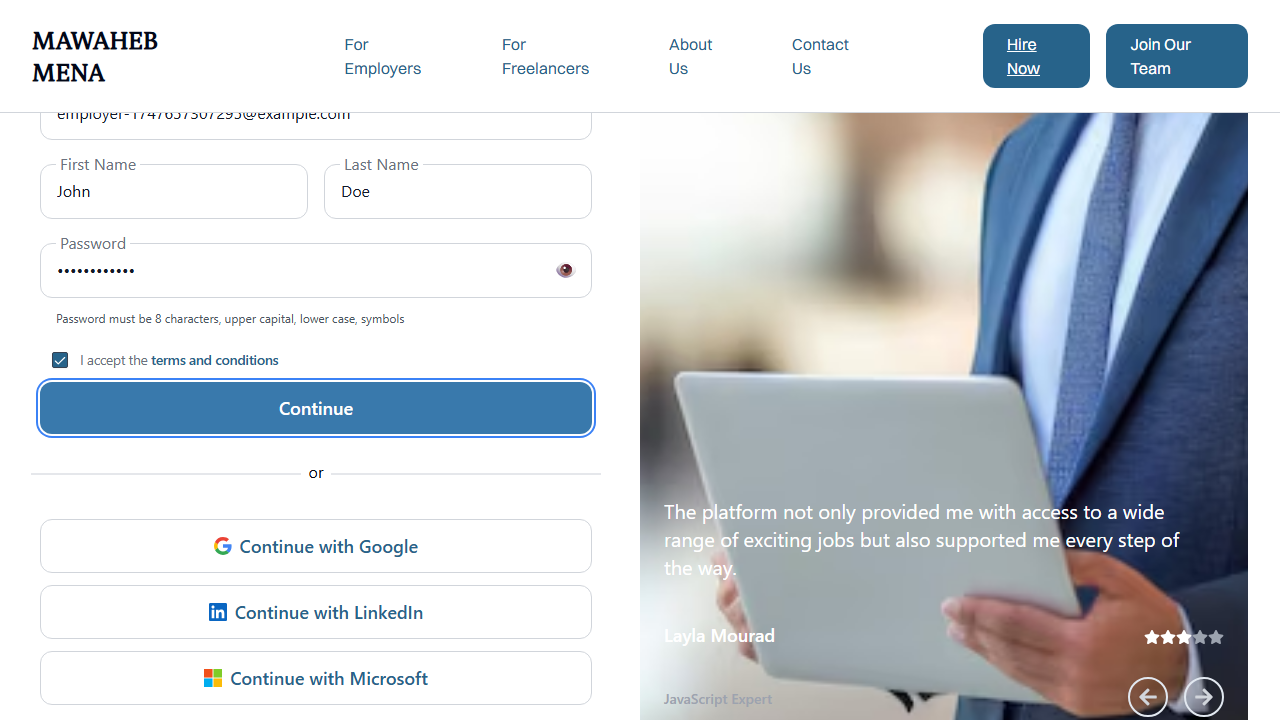 MAWAHEB
MENA
For
Employers
For
Freelancers
About
Us
Contact
Us
Hire
Now
Join Our
Team
employer-1747657307295@example.com
First Name
John
Last Name
Doe
Password
••••••••••••
Password must be 8 characters, upper capital, lower case, symbols
I accept the terms and conditions
Continue
or
Continue with Google
Continue with LinkedIn
Continue with Microsoft
The platform not only provided me with access to a wide
range of exciting jobs but also supported me every step of
the way.
Layla Mourad
JavaScript Expert